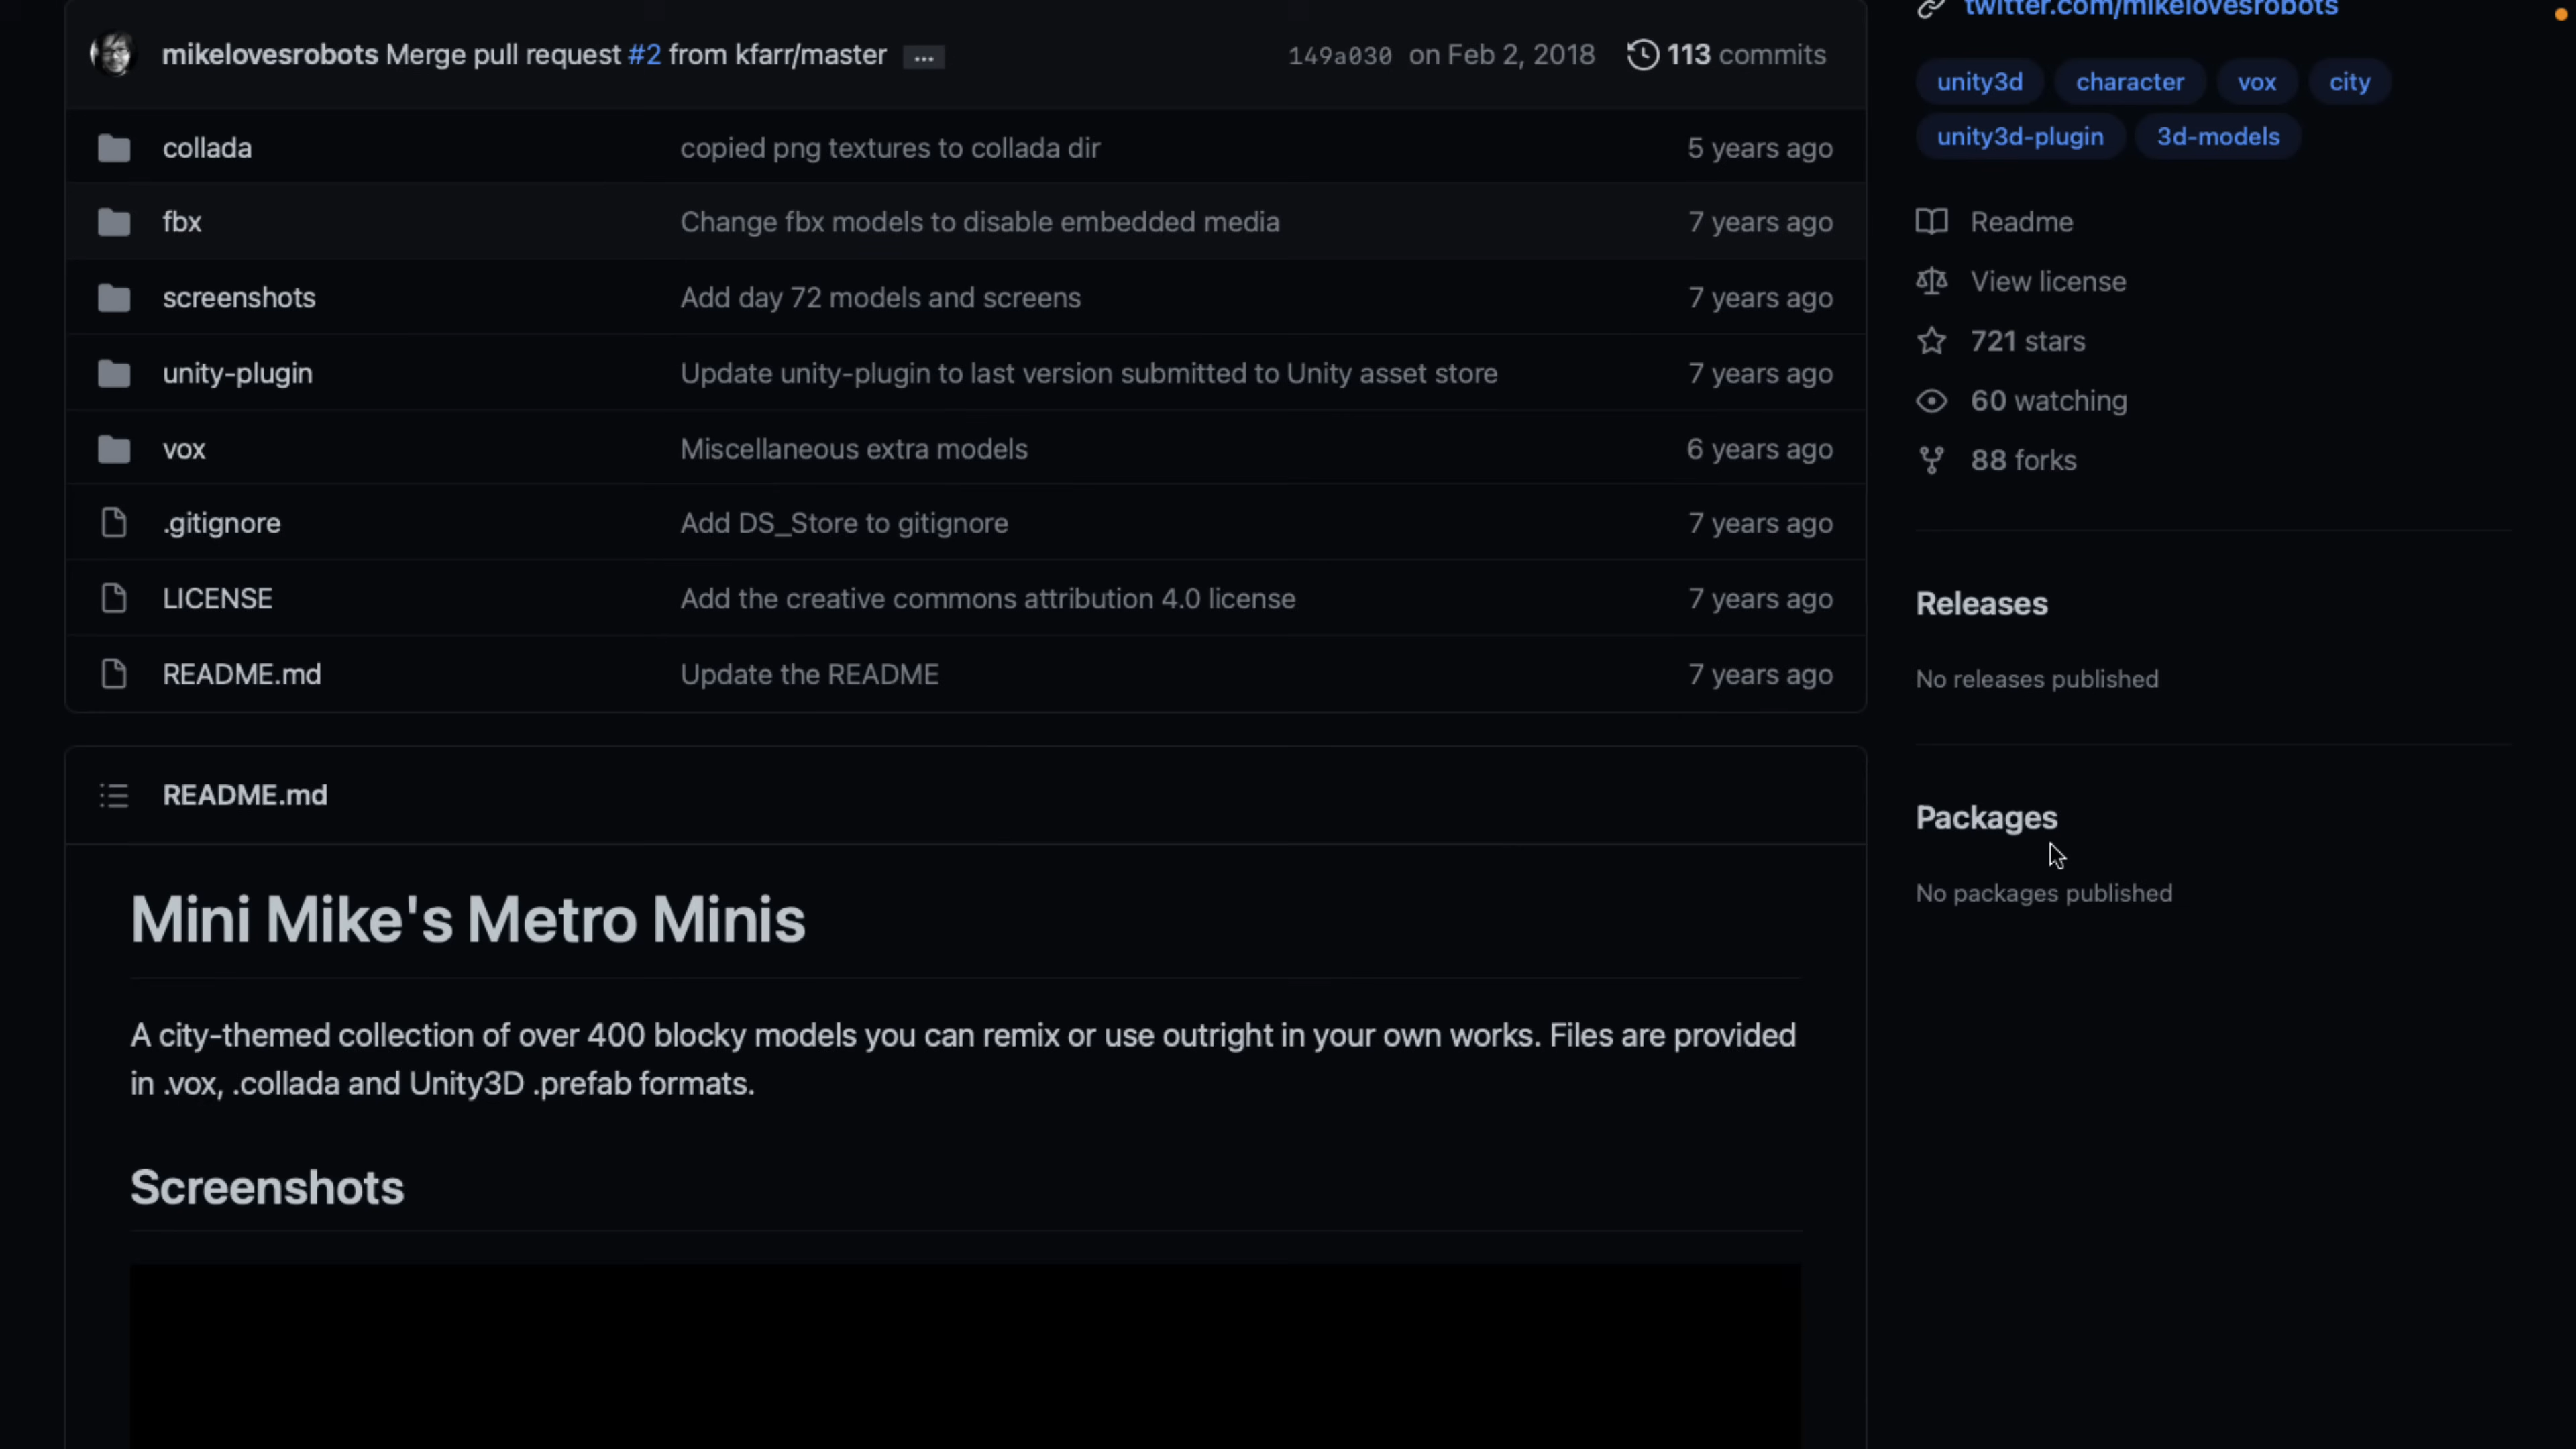 twitter.com/mikelovesrobots
mikelovesrobots Merge pull request #2 from kfarr/master ... 149a030 on Feb 2, 2018 113 commits
unity3d character vox city
unity3d-plugin 3d-models
collada copied png textures to collada dir 5 years ago
fbx Change fbx models to disable embedded media 7 years ago
screenshots Add day 72 models and screens 7 years ago
unity-plugin Update unity-plugin to last version submitted to Unity asset store 7 years ago
vox Miscellaneous extra models 6 years ago
.gitignore Add DS_Store to gitignore 7 years ago
LICENSE Add the creative commons attribution 4.0 license 7 years ago
README.md Update the README 7 years ago
Readme
View license
721 stars
60 watching
88 forks
Releases
No releases published
Packages
No packages published
README.md
Mini Mike's Metro Minis
A city-themed collection of over 400 blocky models you can remix or use outright in your own works. Files are provided
in .vox, .collada and Unity3D .prefab formats.
Screenshots